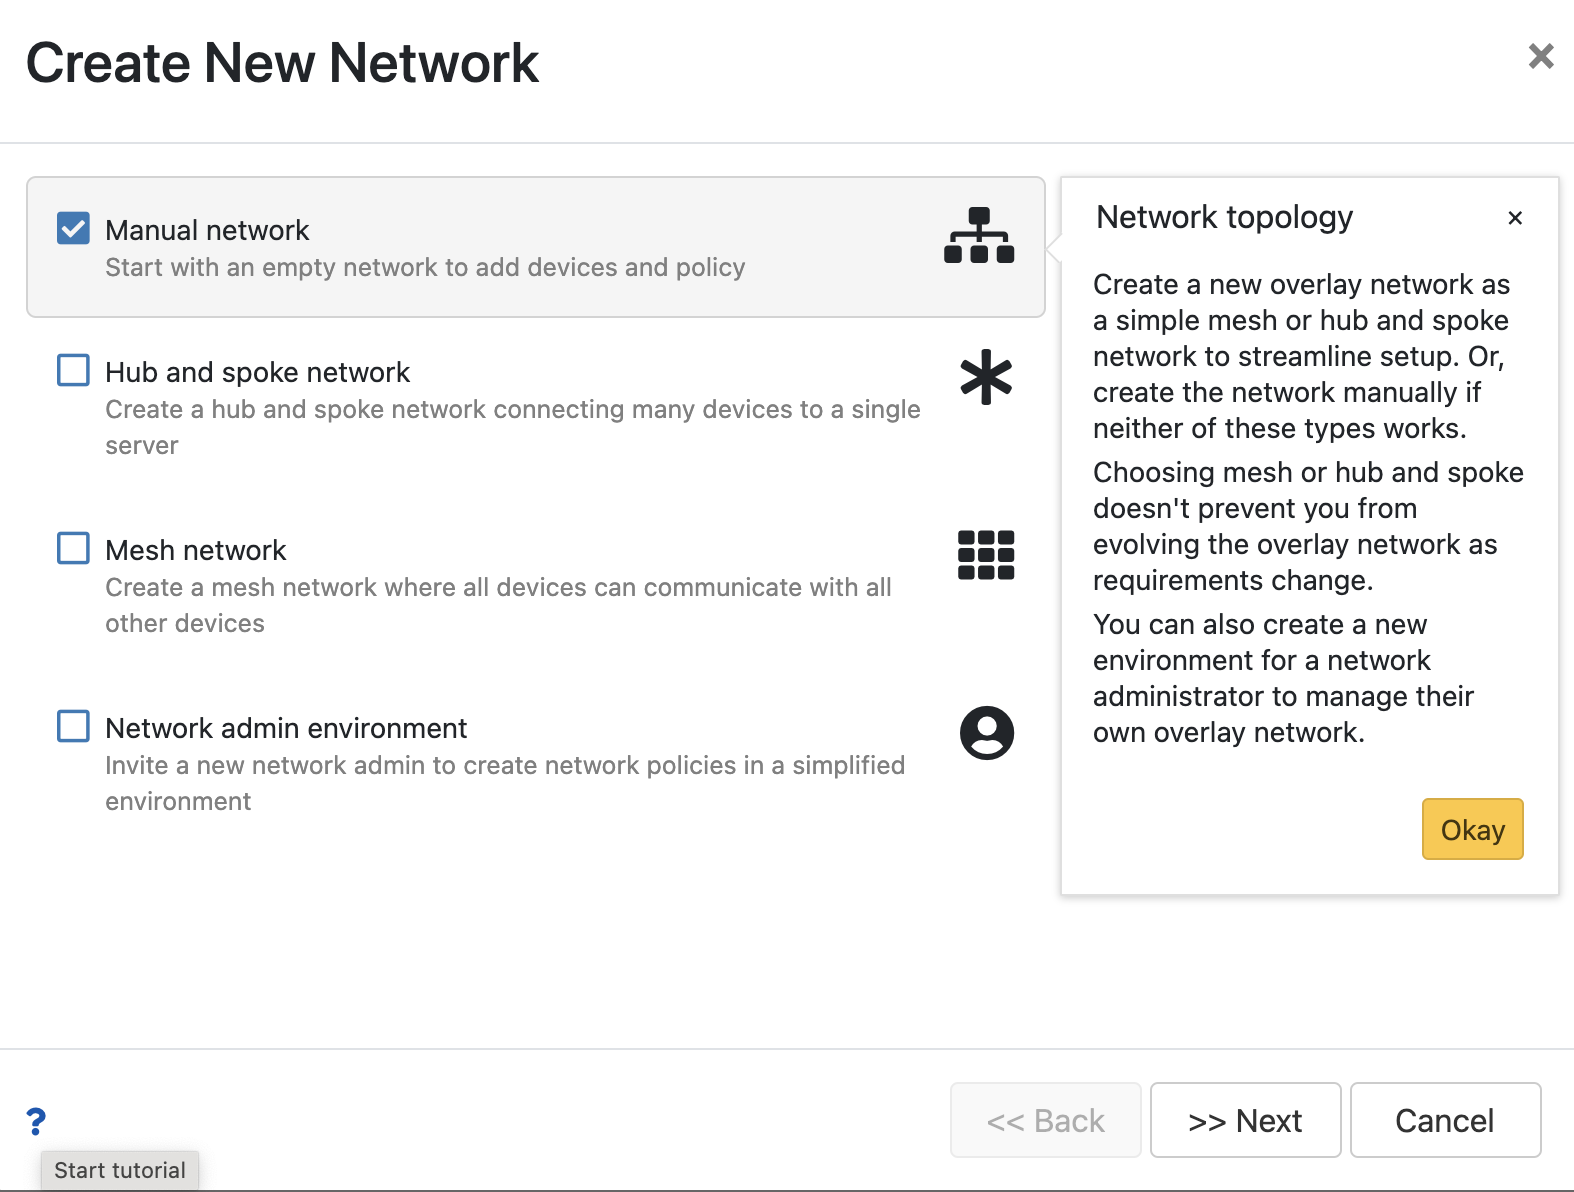 Create New Network
Manual network
Start with an empty network to add devices and policy
Hub and spoke network
Create a hub and spoke network connecting many devices to a single
server
Mesh network
Create a mesh network where all devices can communicate with all
other devices
Network admin environment
Invite a new network admin to create network policies in a simplified
environment
Network topology
Create a new overlay network as
a simple mesh or hub and spoke
network to streamline setup. Or,
create the network manually if
neither of these types works.
Choosing mesh or hub and spoke
doesn't prevent you from
evolving the overlay network as
requirements change.
You can also create a new
environment for a network
administrator to manage their
own overlay network.
Okay
?
Start tutorial
<< Back
>> Next
Cancel